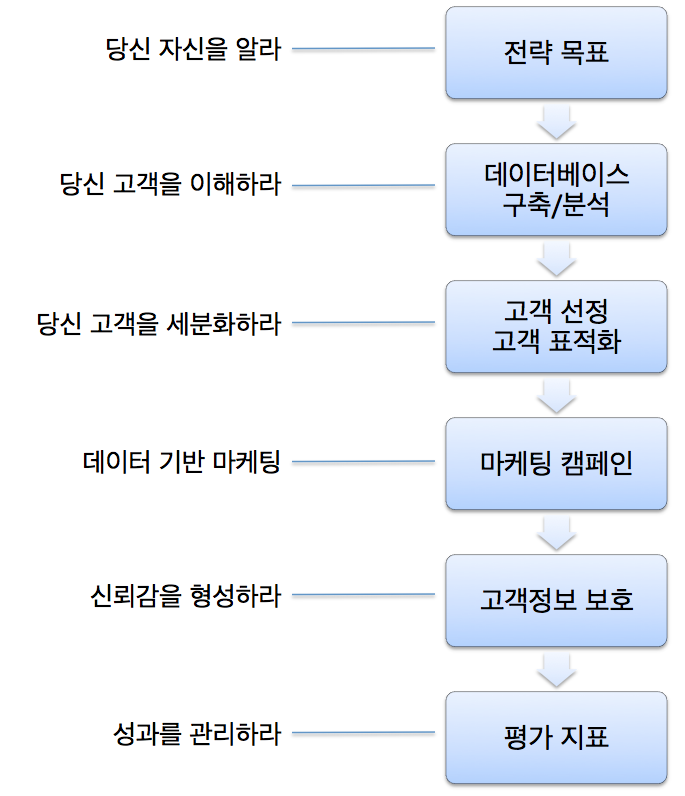 당신 자신을 알라
전략 목표
당신 고객을 이해하라
데이터베이스
구축/분석
당신 고객을 세분화하라
고객 선정
고객 표적화
데이터 기반 마케팅
마케팅 캠페인
신뢰감을 형성하라
고객정보 보호
성과를 관리하라
평가 지표